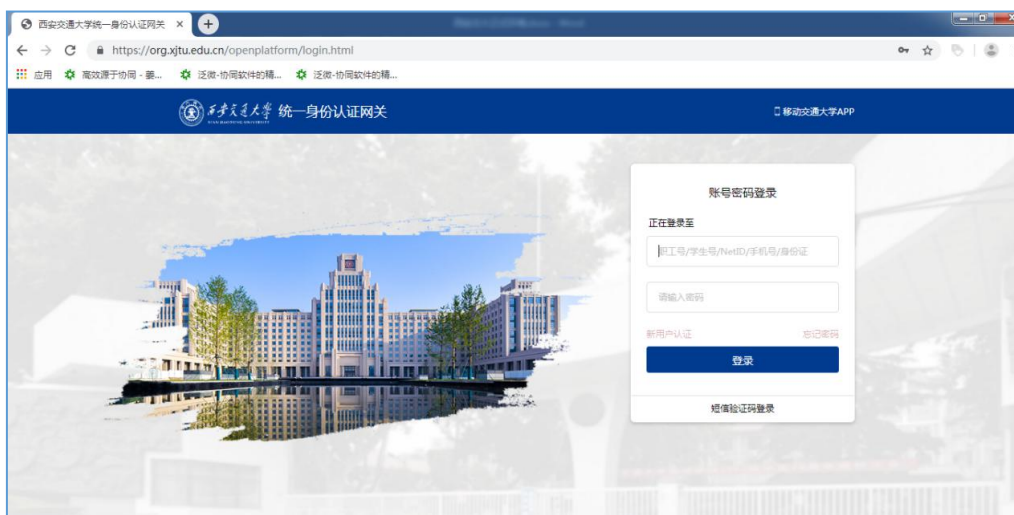 西安交通大学统一身份认证网关
https://org.xjtu.edu.cn/openplatform/login.html
应用 高效源于协同 - 要... 泛微-协同软件的精... 泛微-协同软件的精...
西安交通大学 统一身份认证网关
移动交通大学APP
账号密码登录
正在登录至
职工号/学生号/NetID/手机号/身份证
请输入密码
新用户认证 忘记密码
登录
短信验证码登录